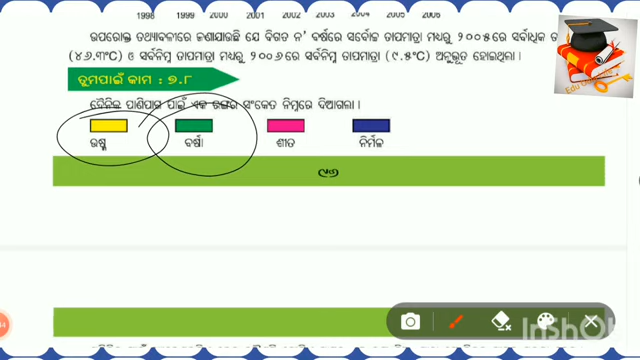 1998 1999 2000 2001 2002 2003 2004 2005 2006
ଉପରୋକ୍ତ ତଥ୍ୟାବଳୀରେ ଜଣାଯାଉଛି ଯେ ବିଗତ ନ’ ବର୍ଷରେ ସର୍ବୋଚ୍ଚ ତାପମାତ୍ରା ମଧ୍ୟରୁ ୨୦୦୫ରେ ସର୍ବାଧିକ
(୪୬.୩°C) ଓ ସର୍ବନିମ୍ନ ତାପମାତ୍ରା ମଧ୍ୟରୁ ୨୦୦୬ରେ ସର୍ବନିମ୍ନ ତାପମାତ୍ରା (୯.୫°C) ଅନୁଭୂତ ହୋଇଥିଲା ।
ତୁମପାଇଁ କାମ : ୭.୮
ଦୈନିକ ପାଣିପାଗ ପାଇଁ ଏକ ରଙ୍ଗର ସଂକେତ ନିମ୍ନରେ ଦିଆଗଲା ।
ଉଷ୍ମ ବର୍ଷା ଶୀତ ନିର୍ମଳ
୯୬
InShOt